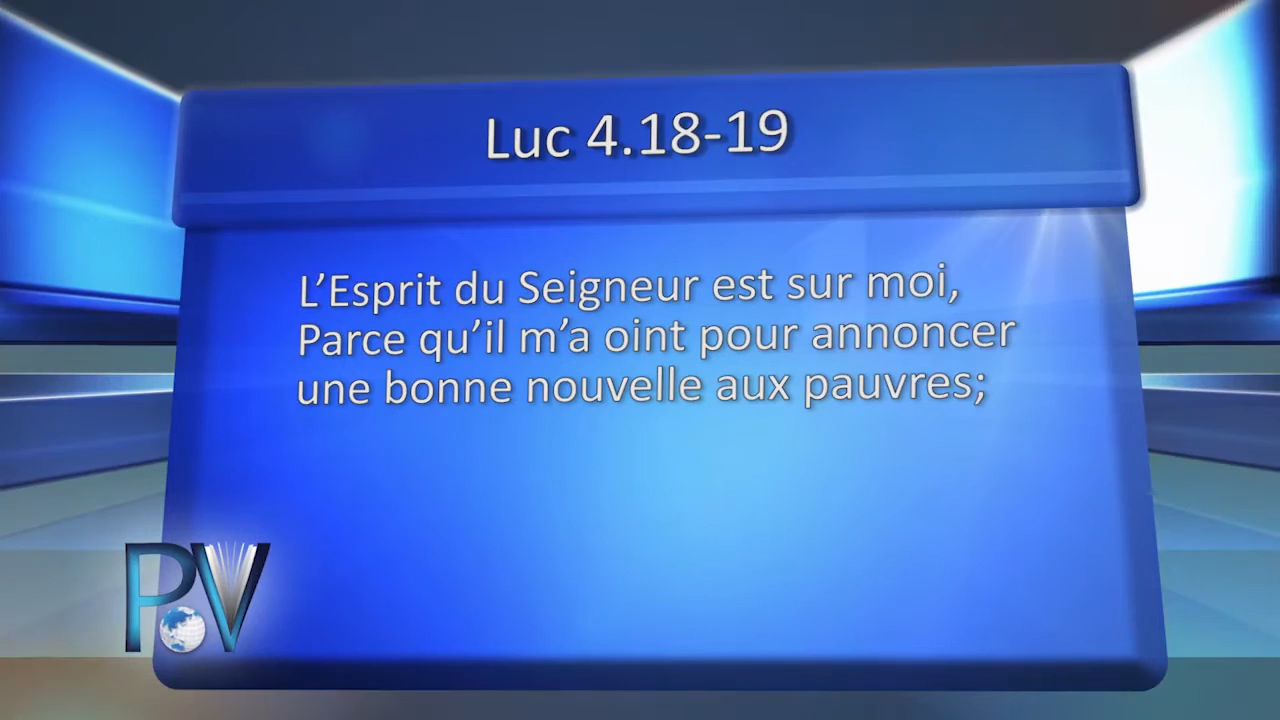 Luc 4.18-19
L’Esprit du Seigneur est sur moi,
Parce qu’il m’a oint pour annoncer
une bonne nouvelle aux pauvres;
PV